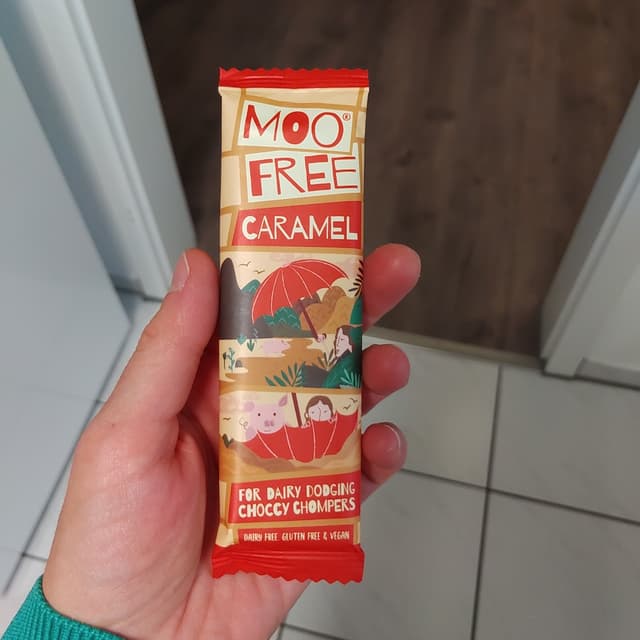 MOO®
FREE
CARAMEL
FOR DAIRY DODGING
CHOCCY CHOMPERS
DAIRY FREE GLUTEN FREE & VEGAN